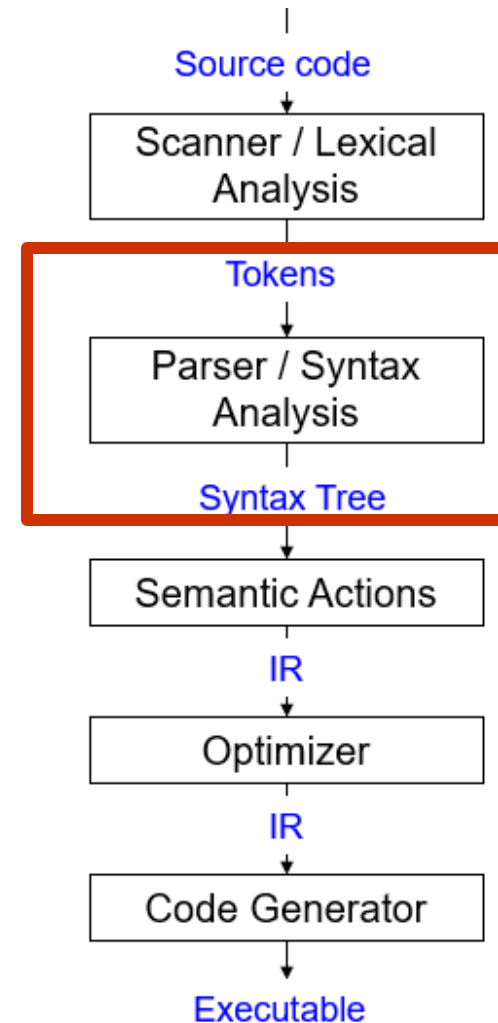 Source code
Scanner / Lexical
Analysis
Tokens
Parser / Syntax
Analysis
Syntax Tree
Semantic Actions
IR
Optimizer
IR
Code Generator
Executable